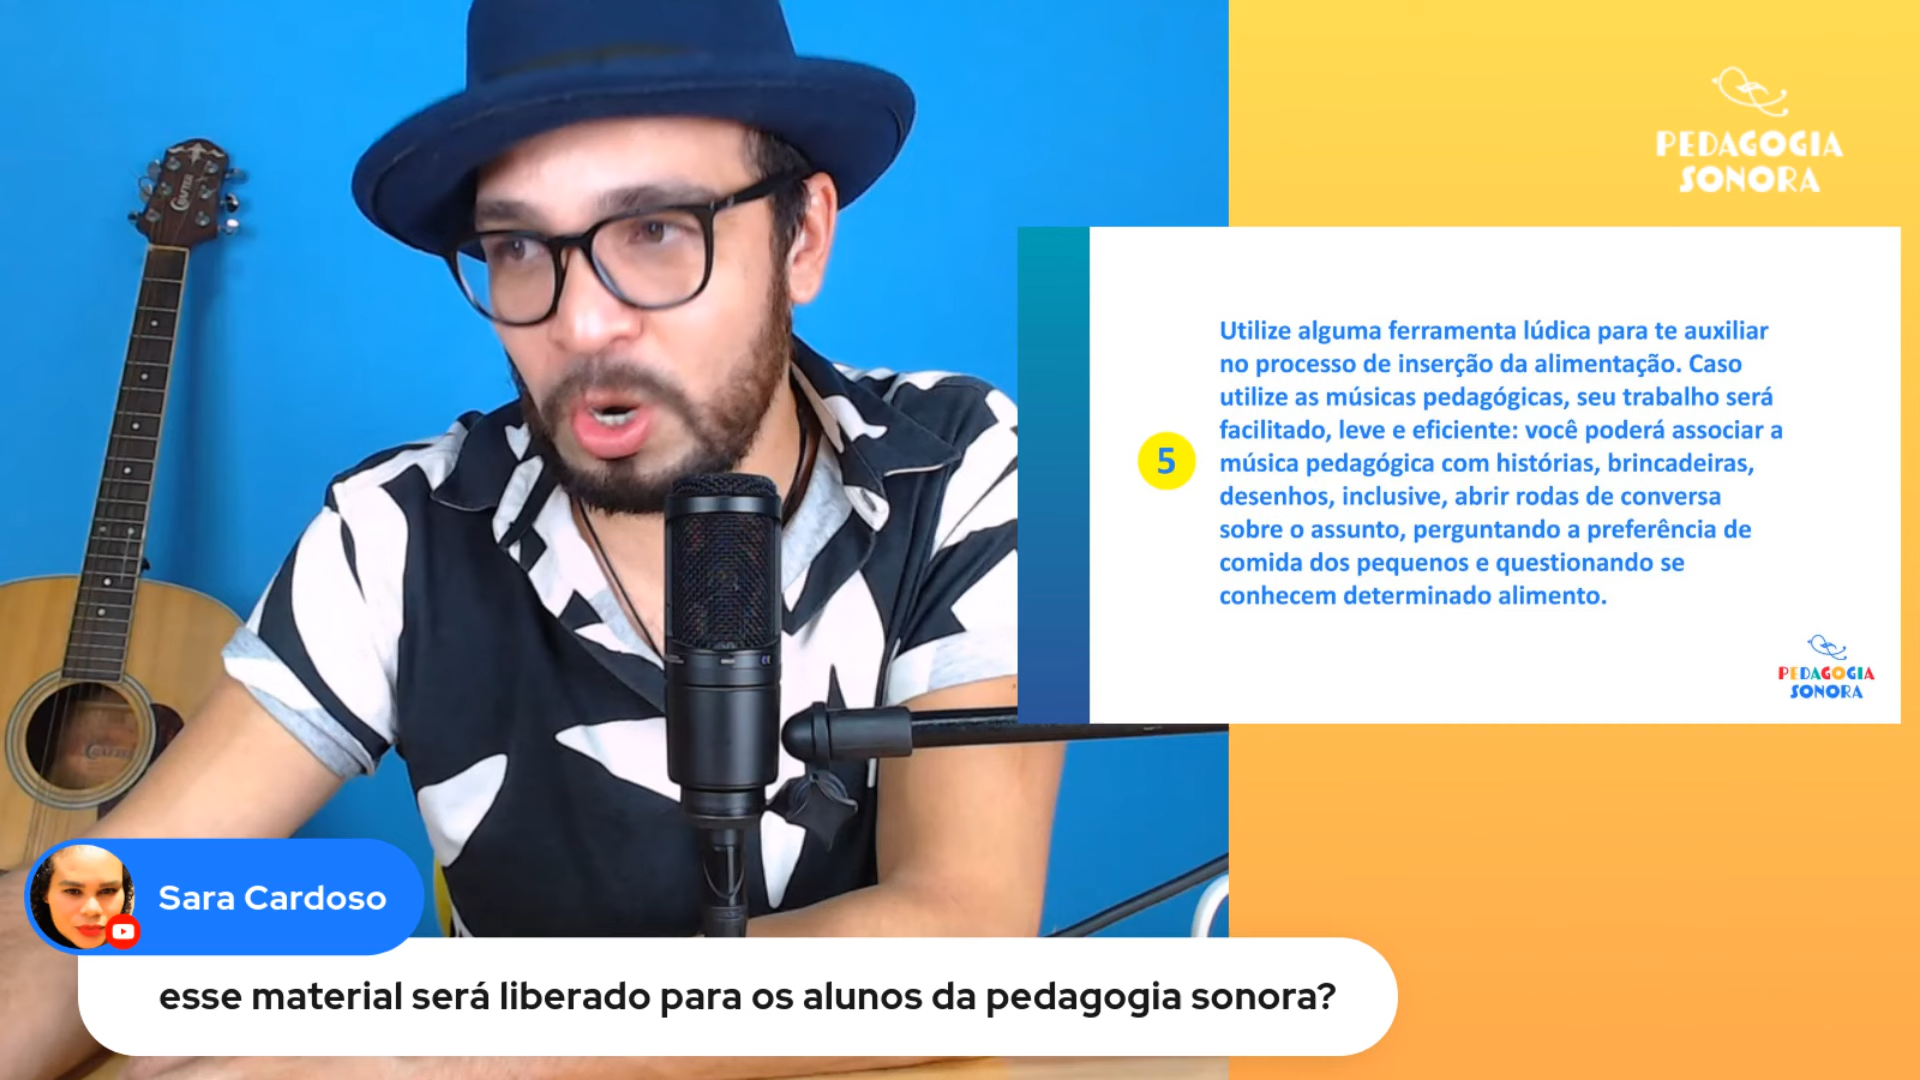 CRAFTER
PEDAGOGIA
SONORA
5
Utilize alguma ferramenta lúdica para te auxiliar
no processo de inserção da alimentação. Caso
utilize as músicas pedagógicas, seu trabalho será
facilitado, leve e eficiente: você poderá associar a
música pedagógica com histórias, brincadeiras,
desenhos, inclusive, abrir rodas de conversa
sobre o assunto, perguntando a preferência de
comida dos pequenos e questionando se
conhecem determinado alimento.
PEDAGOGIA
SONORA
Sara Cardoso
esse material será liberado para os alunos da pedagogia sonora?